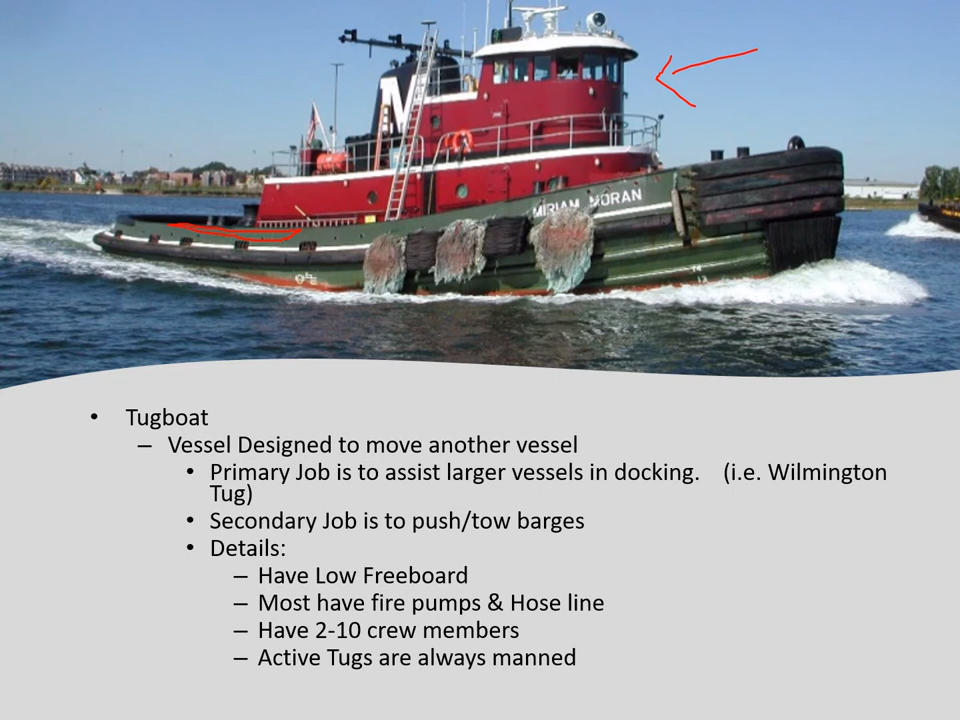 M
MIRIAM MORAN
• Tugboat
– Vessel Designed to move another vessel
• Primary Job is to assist larger vessels in docking. (i.e. Wilmington
Tug)
• Secondary Job is to push/tow barges
• Details:
– Have Low Freeboard
– Most have fire pumps & Hose line
– Have 2-10 crew members
– Active Tugs are always manned